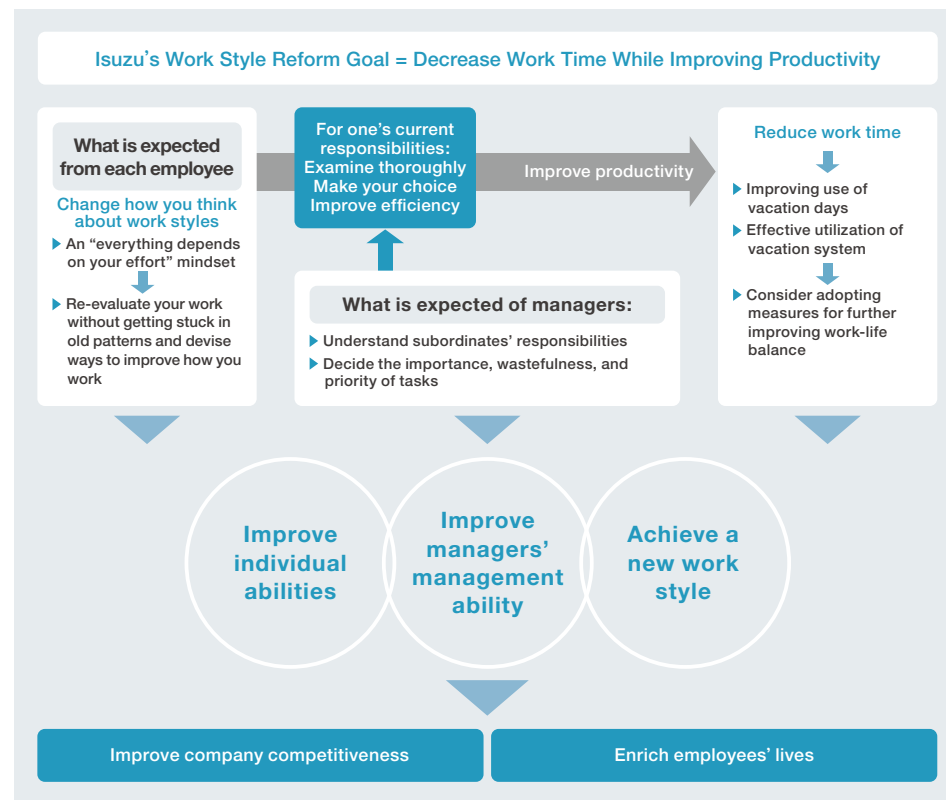 Isuzu's Work Style Reform Goal = Decrease Work Time While Improving Productivity
What is expected
from each employee
Change how you think
about work styles
An “everything depends
on your effort” mindset
Re-evaluate your work
without getting stuck in
old patterns and devise
ways to improve how you
work
For one's current
responsibilities:
Examine thoroughly
Make your choice
Improve efficiency
Improve productivity
What is expected of managers:
Understand subordinates' responsibilities
Decide the importance, wastefulness, and
priority of tasks
Reduce work time
Improving use of
vacation days
Effective utilization of
vacation system
Consider adopting
measures for further
improving work-life
balance
Improve
individual
abilities
Improve
managers'
management
ability
Achieve a
new work
style
Improve company competitiveness
Enrich employees' lives